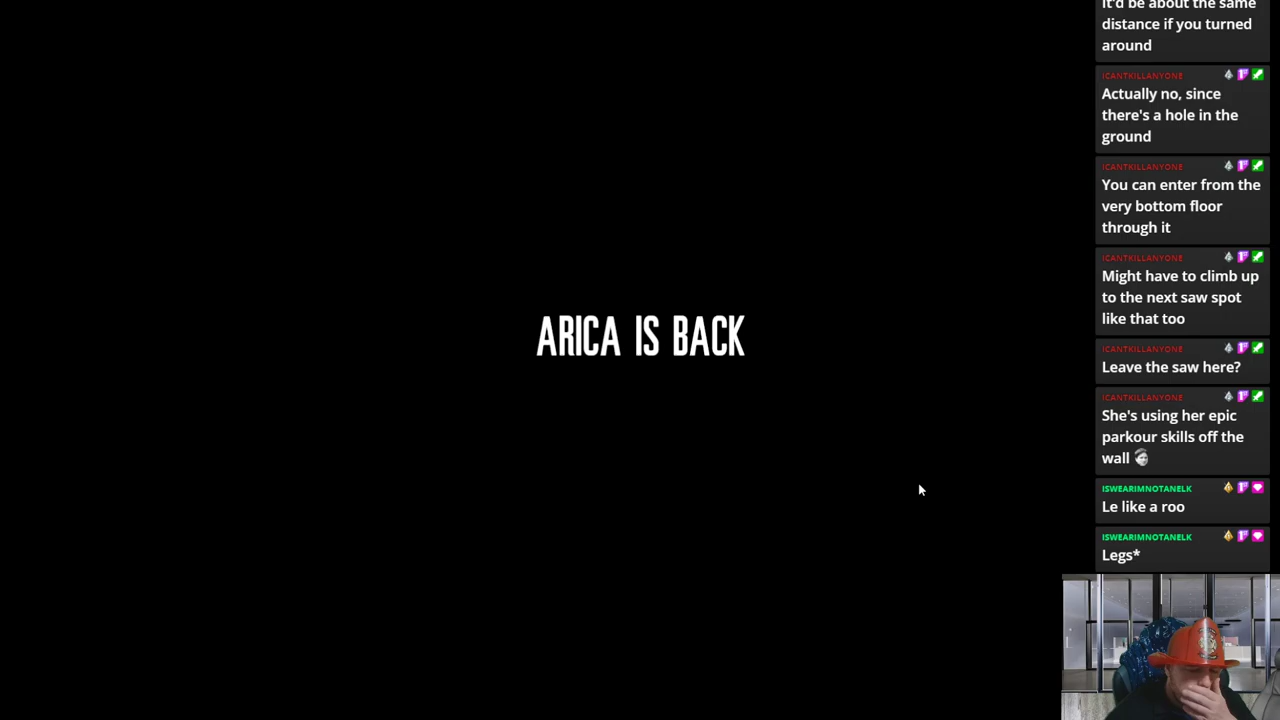 it'd be about the same
distance if you turned
around
ICANTKILLANYONE
Actually no, since
there's a hole in the
ground
ICANTKILLANYONE
You can enter from the
very bottom floor
through it
ICANTKILLANYONE
Might have to climb up
to the next saw spot
like that too
ICANTKILLANYONE
Leave the saw here?
ICANTKILLANYONE
She's using her epic
parkour skills off the
wall
ISWEARIMNOTANELK
Le like a roo
ISWEARIMNOTANELK
Legs*
ARICA IS BACK